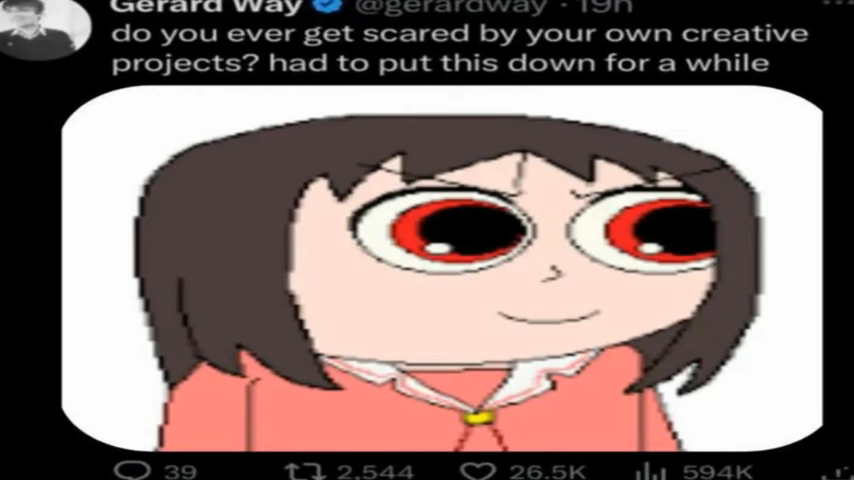 Gerard Way @gerardway · 19h
do you ever get scared by your own creative
projects? had to put this down for a while
39 2,544 26.5K 594K